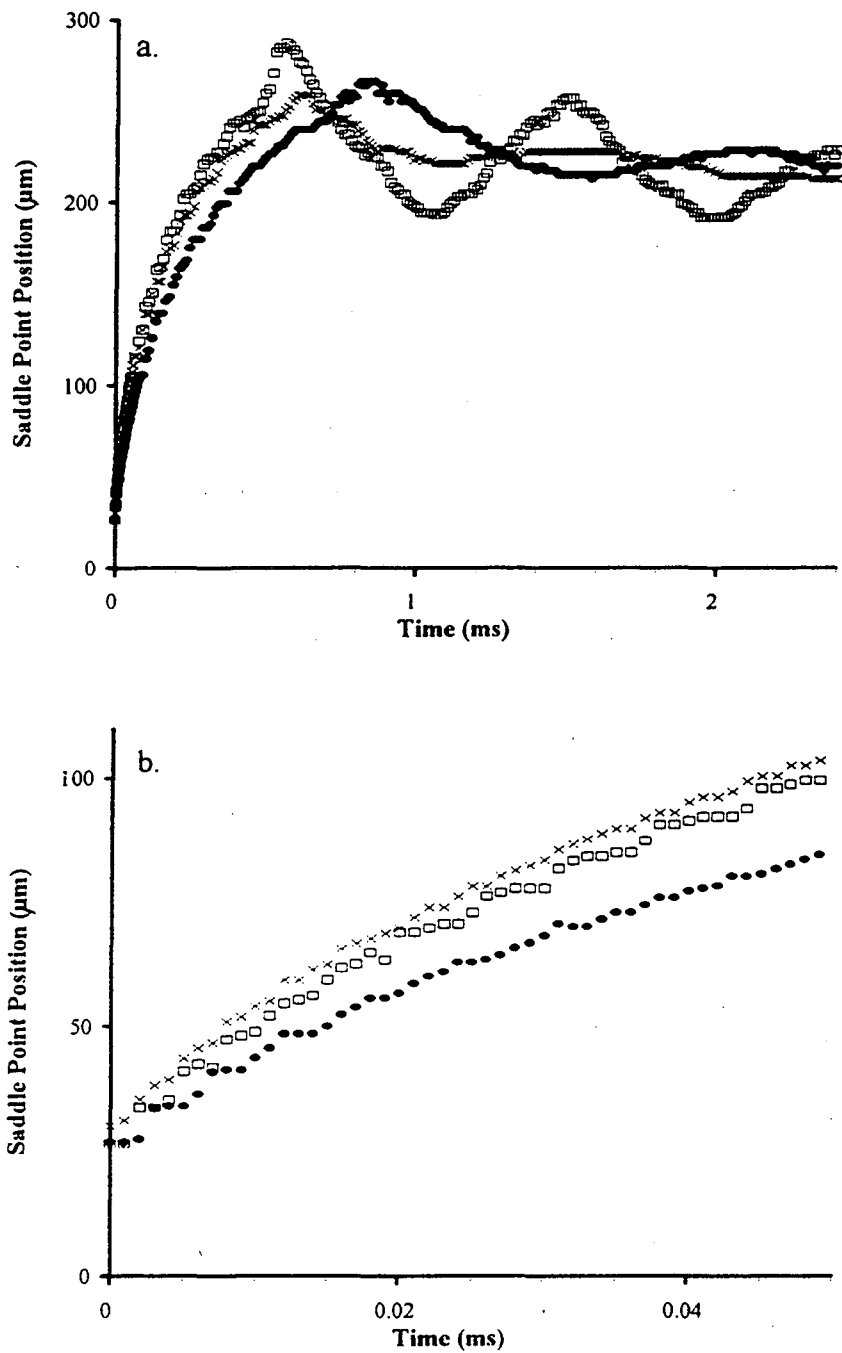 a.
300
200
100
0
Saddle Point Position (μm)
0
1
2
Time (ms)
b.
100
50
0
Saddle Point Position (μm)
0
0.02
0.04
Time (ms)